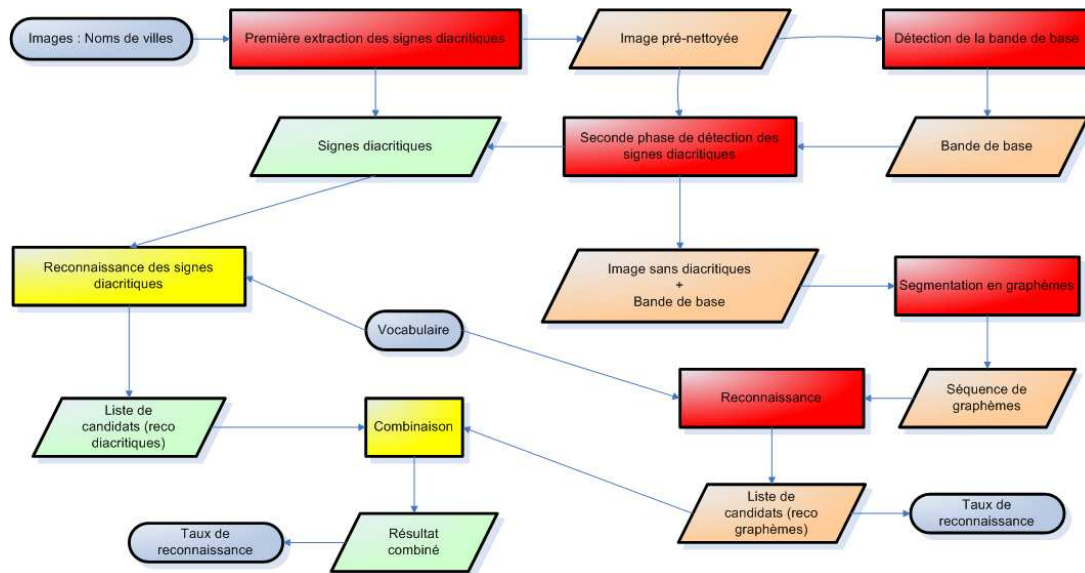 Images : Noms de villes
Première extraction des signes diacritiques
Image pré-nettoyée
Détection de la bande de base
Signes diacritiques
Seconde phase de détection des
signes diacritiques
Bande de base
Reconnaissance des signes
diacritiques
Image sans diacritiques
+
Bande de base
Segmentation en graphèmes
Vocabulaire
Liste de
candidats (reco
diacritiques)
Combinaison
Reconnaissance
Séquence de
graphèmes
Taux de
reconnaissance
Résultat
combiné
Liste de
candidats (reco
graphèmes)
Taux de
reconnaissance